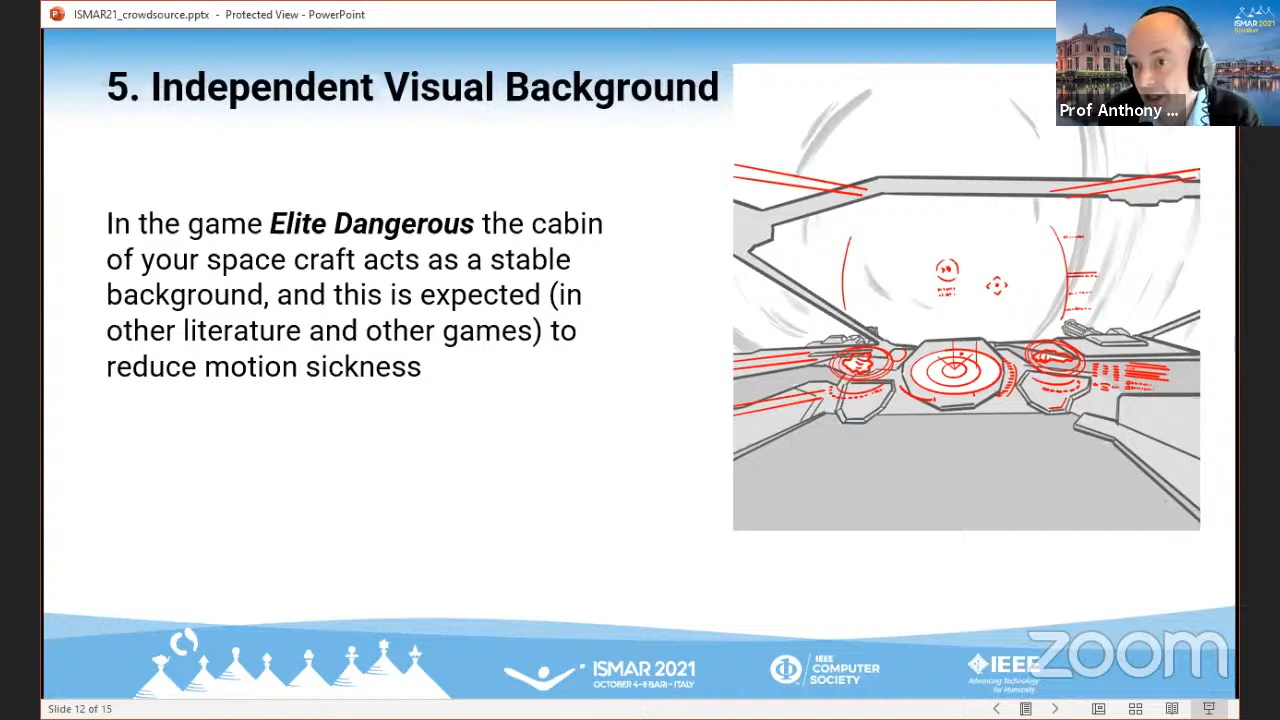 ISMAR21_crowdsource.pptx - Protected View - PowerPoint
ISMAR 2021
Prof Anthony ...
5. Independent Visual Background
In the game Elite Dangerous the cabin
of your space craft acts as a stable
background, and this is expected (in
other literature and other games) to
reduce motion sickness
ISMAR 2021
OCTOBER 4-8 BARI - ITALY
IEEE
COMPUTER
SOCIETY
IEEE
Advancing Technology
for Humanity
zoom
Slide 12 of 15